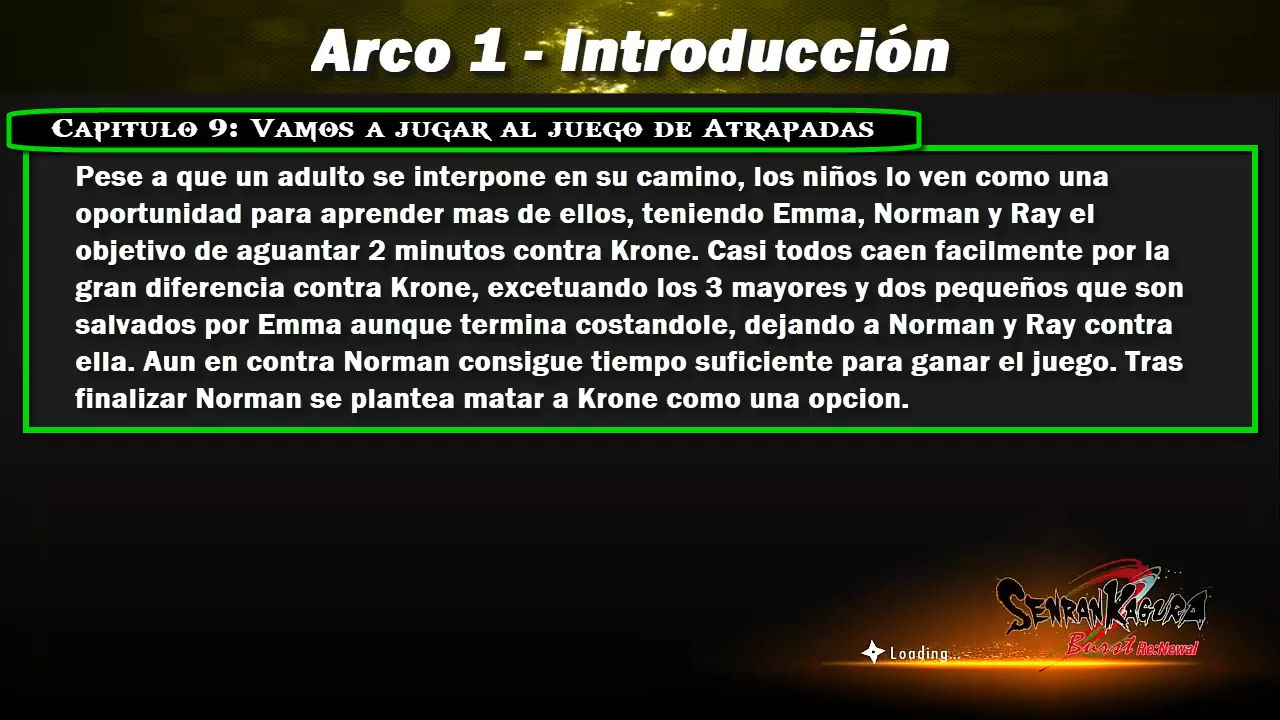 Arco 1 - Introducción
Capitulo 9: Vamos a jugar al juego de Atrapadas
Pese a que un adulto se interpone en su camino, los niños lo ven como una
oportunidad para aprender mas de ellos, teniendo Emma, Norman y Ray el
objetivo de aguantar 2 minutos contra Krone. Casi todos caen facilmente por la
gran diferencia contra Krone, excetuando los 3 mayores y dos pequeños que son
salvados por Emma aunque termina costandole, dejando a Norman y Ray contra
ella. Aun en contra Norman consigue tiempo suficiente para ganar el juego. Tras
finalizar Norman se plantea matar a Krone como una opcion.
Senran Kagura
Burst Re:Newal
Loading...